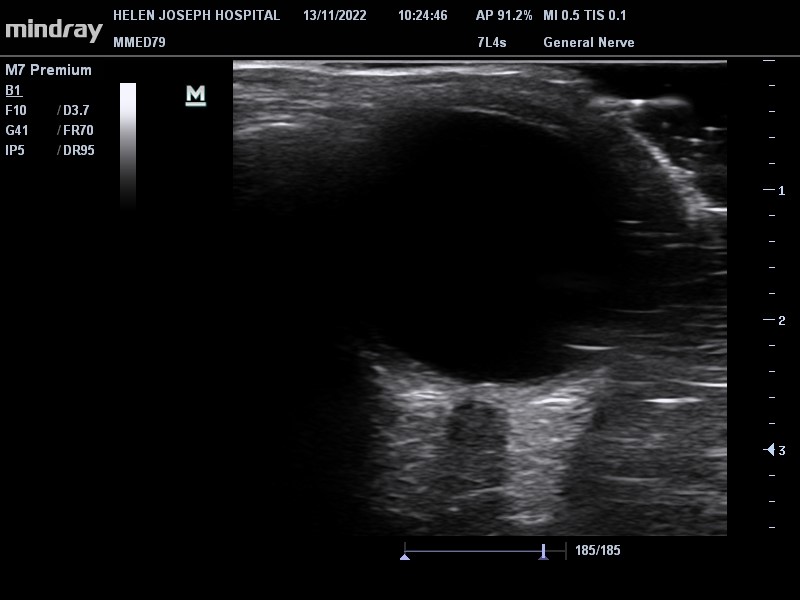 mindray HELEN JOSEPH HOSPITAL 13/11/2022 10:24:46 AP 91.2% MI 0.5 TIS 0.1
MMED79 7L4s General Nerve
M7 Premium
B1
F10 /D3.7
G41 /FR70
IP5 /DR95
M
1
2
3
185/185